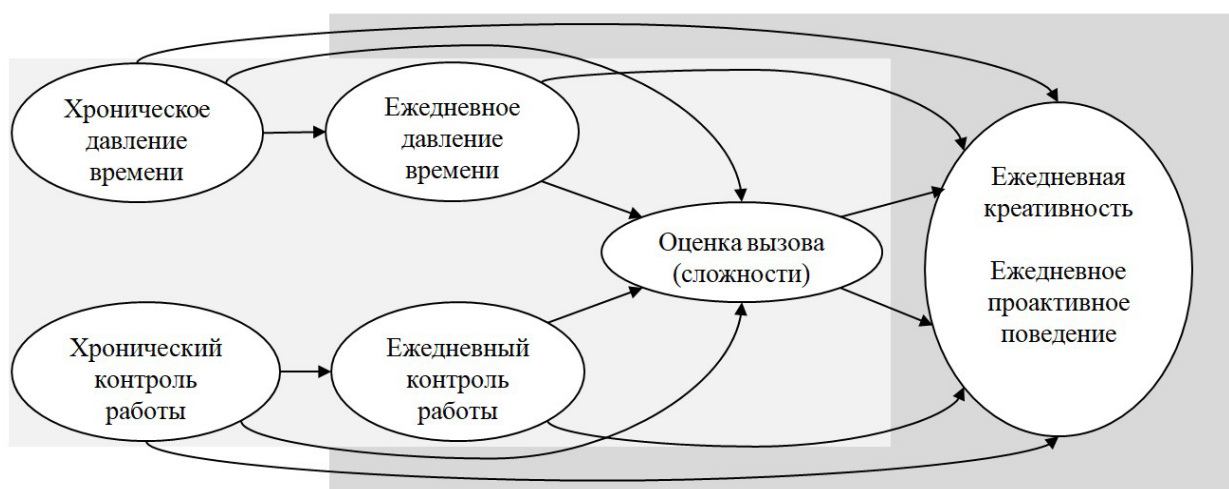 Хроническое
давление
времени
Ежедневное
давление
времени
Оценка вызова
(сложности)
Ежедневная
креативность
Ежедневное
проактивное
поведение
Хронический
контроль
работы
Ежедневный
контроль
работы